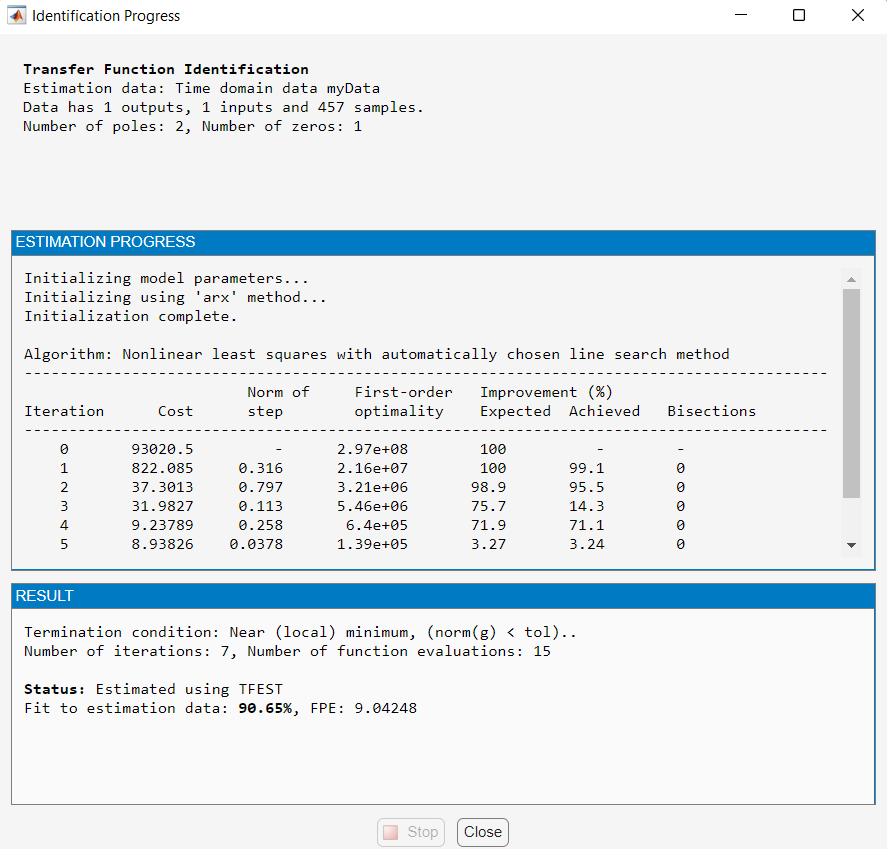 Identification Progress
Transfer Function Identification
Estimation data: Time domain data myData
Data has 1 outputs, 1 inputs and 457 samples.
Number of poles: 2, Number of zeros: 1
ESTIMATION PROGRESS
Initializing model parameters...
Initializing using 'arx' method...
Initialization complete.
Algorithm: Nonlinear least squares with automatically chosen line search method
------------------------------------------------------------------------------------------
Norm of First-order Improvement (%)
Iteration Cost step optimality Expected Achieved Bisections
------------------------------------------------------------------------------------------
0 93020.5 - 2.97e+08 100 - -
1 822.085 0.316 2.16e+07 100 99.1 0
2 37.3013 0.797 3.21e+06 98.9 95.5 0
3 31.9827 0.113 5.46e+06 75.7 14.3 0
4 9.23789 0.258 6.4e+05 71.9 71.1 0
5 8.93826 0.0378 1.39e+05 3.27 3.24 0
RESULT
Termination condition: Near (local) minimum, (norm(g) < tol)..
Number of iterations: 7, Number of function evaluations: 15
Status: Estimated using TFEST
Fit to estimation data: 90.65%, FPE: 9.04248
Stop Close